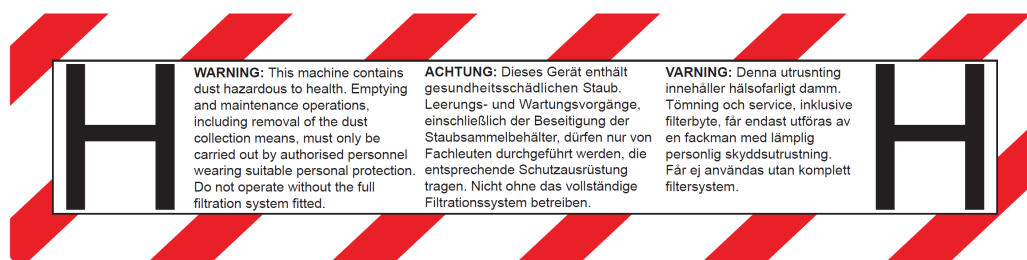 H
WARNING: This machine contains
dust hazardous to health. Emptying
and maintenance operations,
including removal of the dust
collection means, must only be
carried out by authorised personnel
wearing suitable personal protection.
Do not operate without the full
filtration system fitted.
ACHTUNG: Dieses Gerät enthält
gesundheitsschädlichen Staub.
Leerungs- und Wartungsvorgänge,
einschließlich der Beseitigung der
Staubsammelbehälter, dürfen nur von
Fachleuten durchgeführt werden, die
entsprechende Schutzausrüstung
tragen. Nicht ohne das vollständige
Filtrationssystem betreiben.
VARNING: Denna utrusnting
innehåller hälsofarligt damm.
Tömning och service, inklusive
filterbyte, får endast utföras av
en fackman med lämplig
personlig skyddsutrustning.
Får ej användas utan komplett
filtersystem.
H